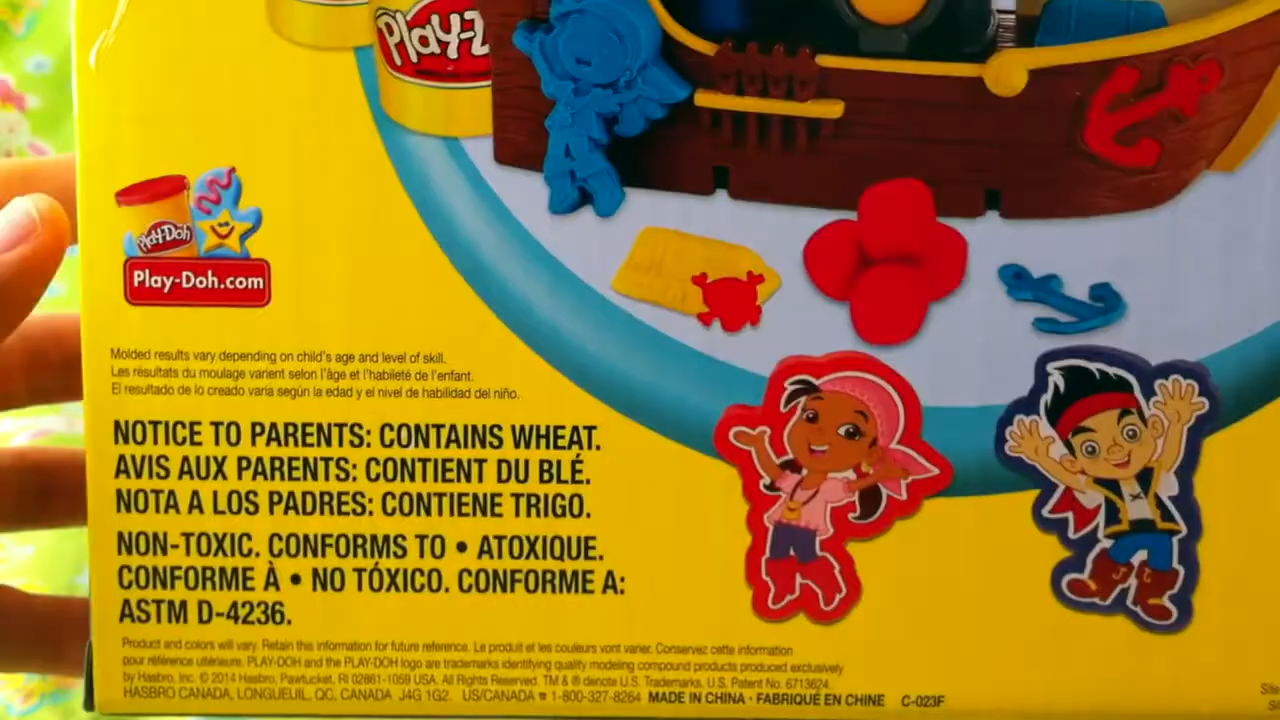 Play-
Play-Doh
Play-Doh.com
Molded results vary depending on child's age and level of skill.
Les résultats du moulage varient selon l'âge et l'habileté de l'enfant.
El resultado de lo creado varía según la edad y el nivel de habilidad del niño.
NOTICE TO PARENTS: CONTAINS WHEAT.
AVIS AUX PARENTS: CONTIENT DU BLÉ.
NOTA A LOS PADRES: CONTIENE TRIGO.
NON-TOXIC. CONFORMS TO • ATOXIQUE.
CONFORME À • NO TÓXICO. CONFORME A:
ASTM D-4236.
Product and colors will vary. Retain this information for future reference. Le produit et les couleurs vont varier. Conservez cette information
pour référence ultérieure. PLAY-DOH and the PLAY-DOH logo are trademarks identifying quality modeling compound products produced exclusively
by Hasbro, Inc. © 2014 Hasbro, Pawtucket, RI 02861-1059 USA. All Rights Reserved. TM & ® denote U.S. Trademarks. U.S. Patent No. 6713624.
HASBRO CANADA, LONGUEUIL, QC, CANADA J4G 1G2. US/CANADA ☎ 1-800-327-8264 MADE IN CHINA · FABRIQUÉ EN CHINE C-023F